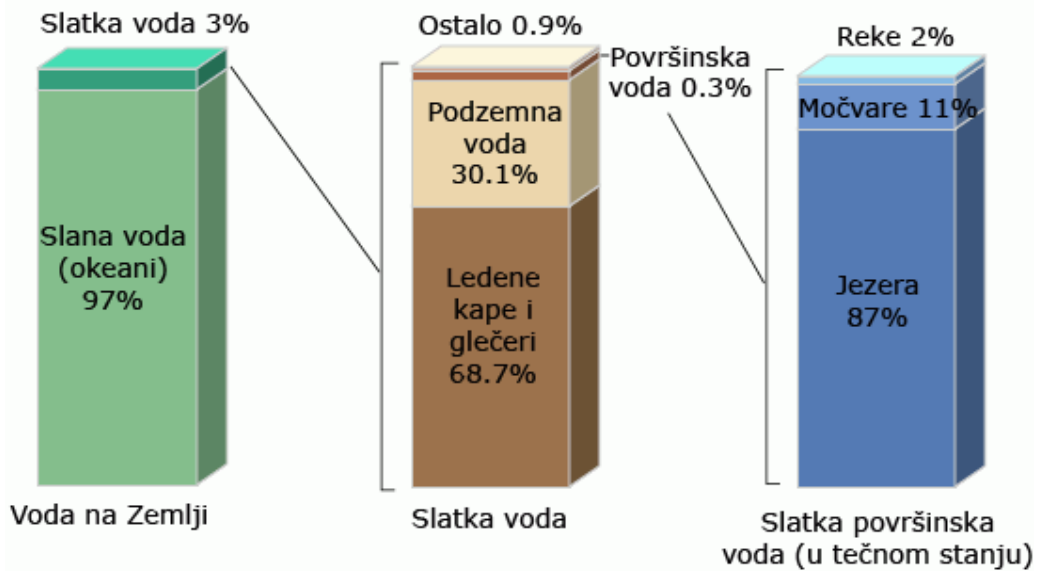 Slatka voda 3%
Slana voda
(okeani)
97%
Voda na Zemlji
Ostalo 0.9%
Površinska
voda 0.3%
Podzemna
voda
30.1%
Ledene
kape i
glečeri
68.7%
Slatka voda
Reke 2%
Močvare 11%
Jezera
87%
Slatka površinska
voda (u tečnom stanju)